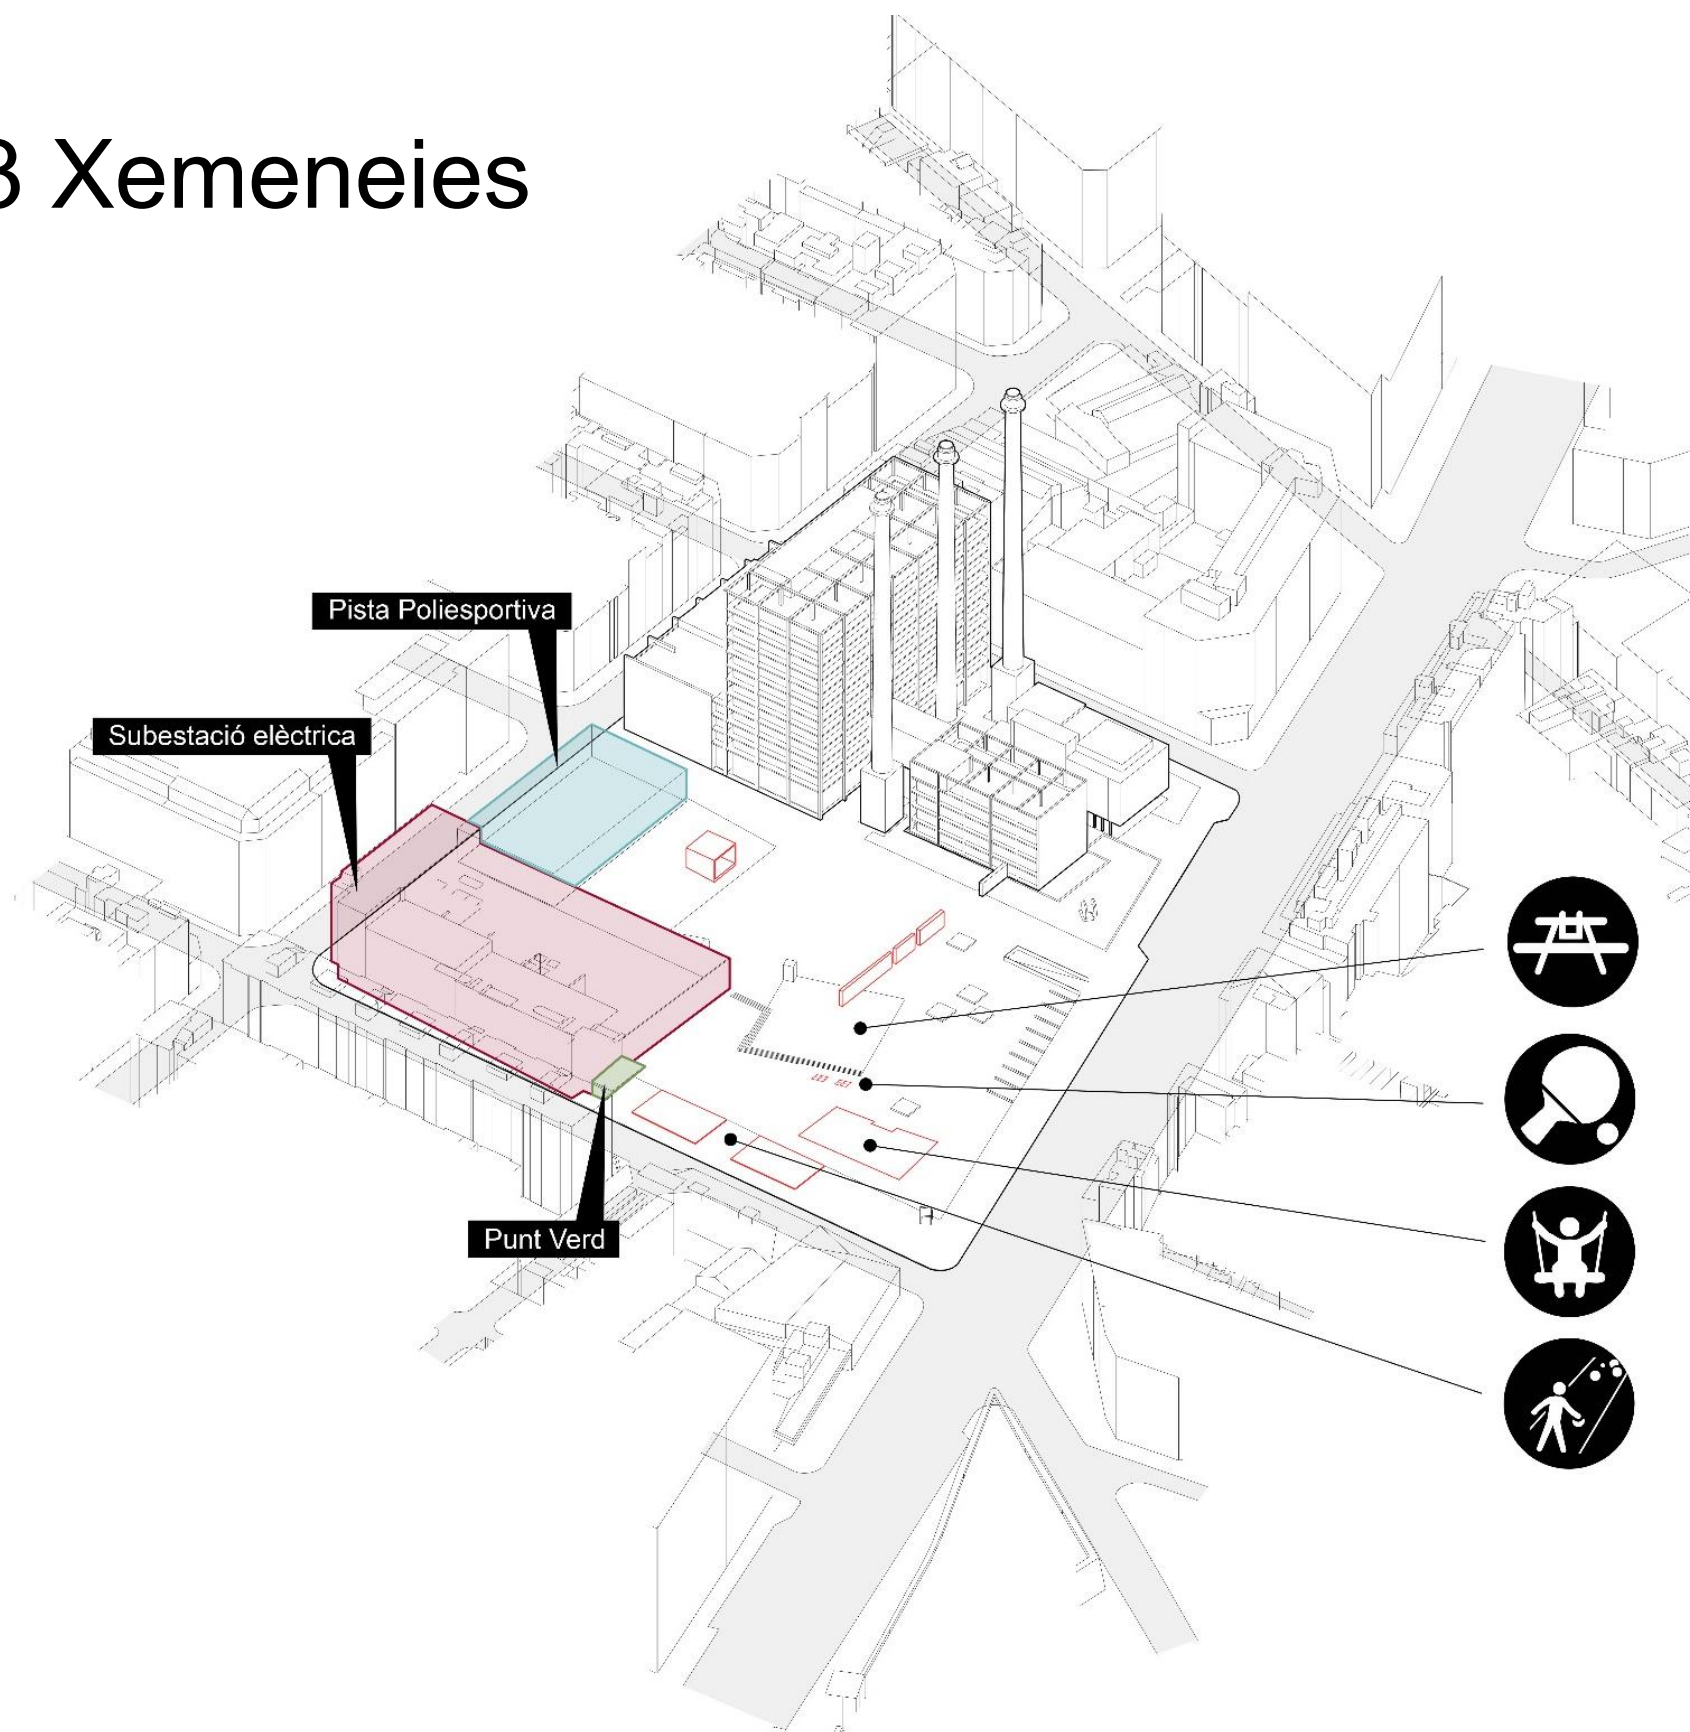 3 Xemeneies
Pista Poliesportiva
Subestació elèctrica
Punt Verd